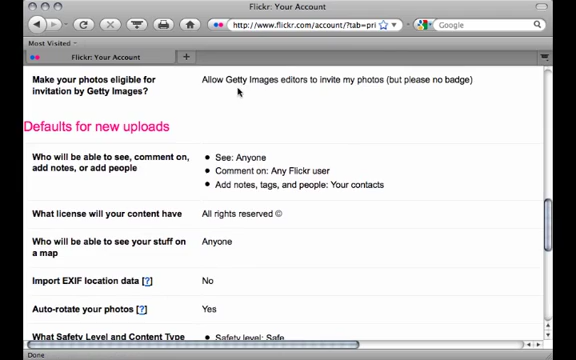 Flickr: Your Account
http://www.flickr.com/account/?tab=pri
Google
Most Visited
Flickr: Your Account
Make your photos eligible for
invitation by Getty Images?
Allow Getty Images editors to invite my photos (but please no badge)
Defaults for new uploads
Who will be able to see, comment on,
add notes, or add people
See: Anyone
Comment on: Any Flickr user
Add notes, tags, and people: Your contacts
What license will your content have
All rights reserved ©
Who will be able to see your stuff on
a map
Anyone
Import EXIF location data [?]
No
Auto-rotate your photos [?]
Yes
What Safety Level and Content Type
Safety level: Safe
Done